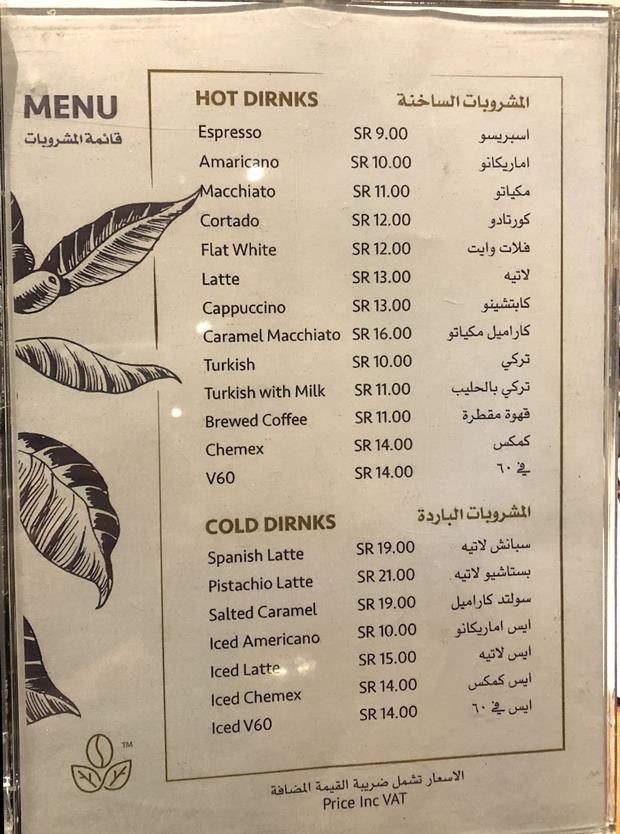 MENU
قائمة المشروبات
HOT DIRNKS المشروبات الساخنة
Espresso SR 9.00 اسبريسو
Amaricano SR 10.00 اماريكانو
Macchiato SR 11.00 مكياتو
Cortado SR 12.00 كورتادو
Flat White SR 12.00 فلات وايت
Latte SR 13.00 لاتيه
Cappuccino SR 13.00 كابتشينو
Caramel Macchiato SR 16.00 كاراميل مكياتو
Turkish SR 10.00 تركي
Turkish with Milk SR 11.00 تركي بالحليب
Brewed Coffee SR 11.00 قهوة مقطرة
Chemex SR 14.00 كمكس
V60 SR 14.00 في ٦٠
COLD DIRNKS المشروبات الباردة
Spanish Latte SR 19.00 سبانش لاتيه
Pistachio Latte SR 21.00 بستاشيو لاتيه
Salted Caramel SR 19.00 سولتد كاراميل
Iced Americano SR 10.00 ايس اماريكانو
Iced Latte SR 15.00 ايس لاتيه
Iced Chemex SR 14.00 ايس كمكس
Iced V60 SR 14.00 ايس في ٦٠
TM
الاسعار تشمل ضريبة القيمة المضافة
Price Inc VAT